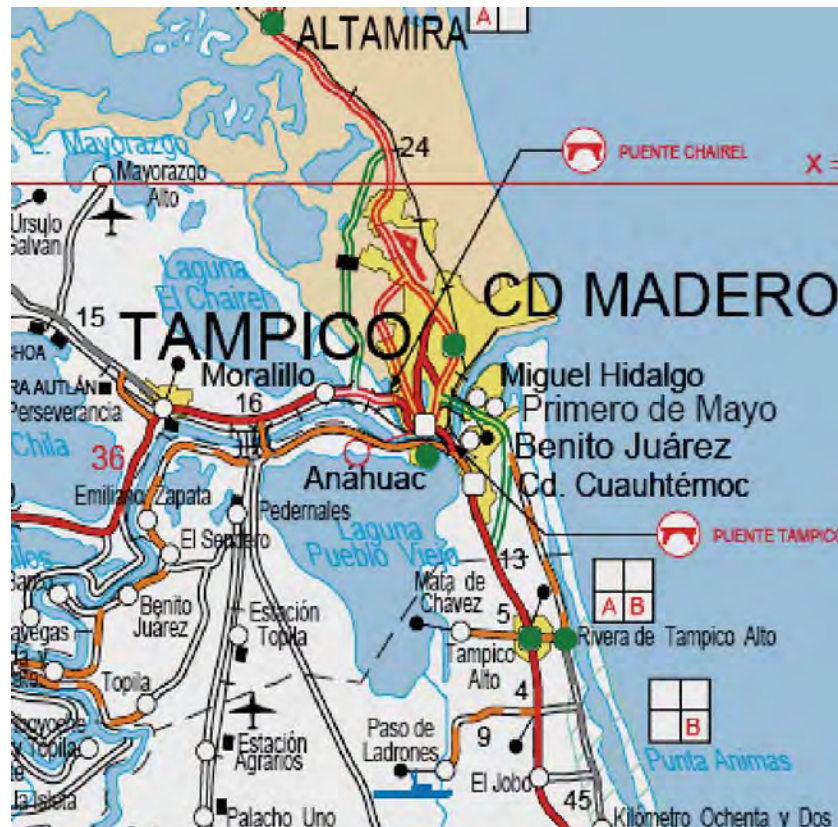 ALTAMIRA
A
L. Mayorazgo
Mayorazgo
Alto
24
PUENTE CHAIREL
X =
Ursulo
Galván
Laguna
El Chairel
15
CD MADERO
TAMPICO
Moralillo
Miguel Hidalgo
RA AUTLÁN
Perseverancia
16
Primero de Mayo
Chila
36
Benito Juárez
Anáhuac
Cd. Cuauhtémoc
Emiliano Zapata
Pedernales
El Sendero
Laguna
Pueblo Viejo
PUENTE TAMPICO
13
Mata de
Chávez
A B
Benito
Juárez
Estación
Topila
5
Tampico
Alto
Rivera de Tampico Alto
Topila
4
Paso de
Ladrones
9
B
Punta Animas
Estación
Agrarios
El Jobo
45
Palacho Uno
Kilómetro Ochenta y Dos